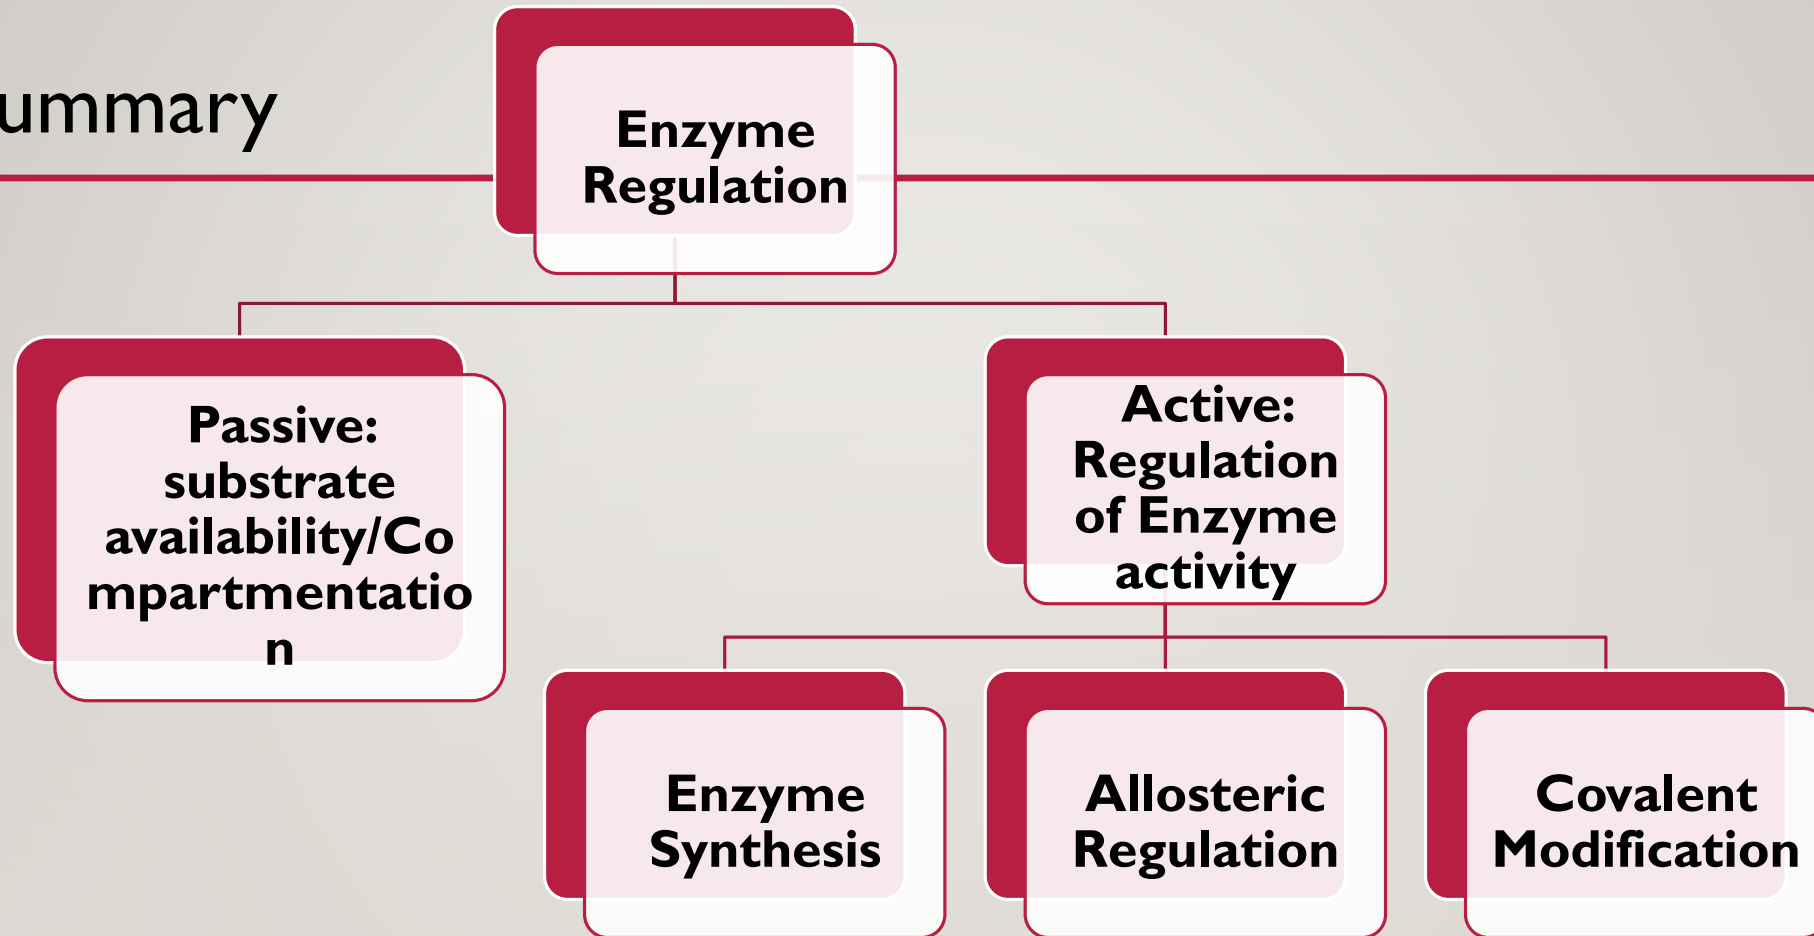 ummary
Enzyme
Regulation
Passive:
substrate
availability/Co
mpartmentatio
n
Active:
Regulation
of Enzyme
activity
Enzyme
Synthesis
Allosteric
Regulation
Covalent
Modification